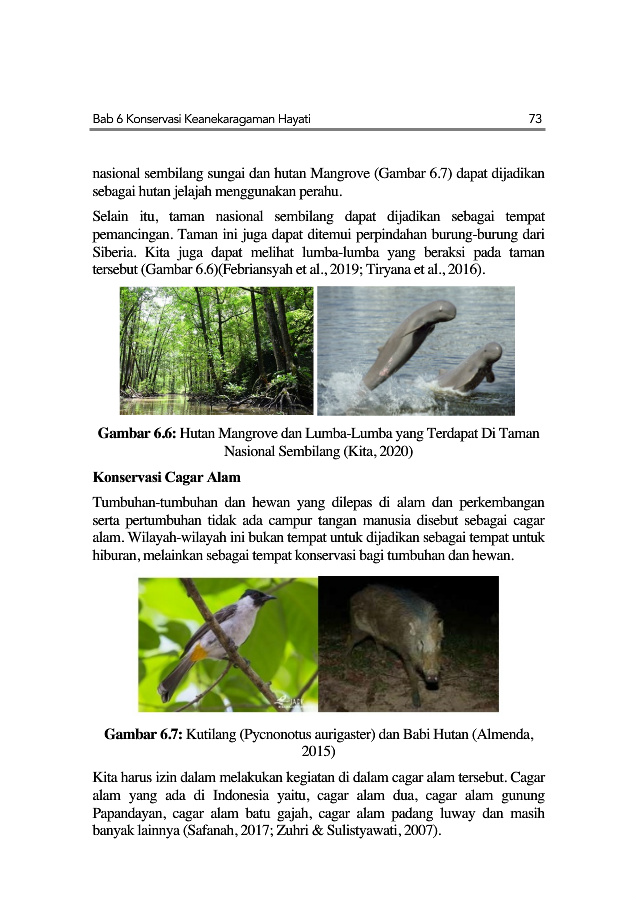 Bab 6 Konservasi Keanekaragaman Hayati 73
nasional sembilang sungai dan hutan Mangrove (Gambar 6.7) dapat dijadikan
sebagai hutan jelajah menggunakan perahu.
Selain itu, taman nasional sembilang dapat dijadikan sebagai tempat
pemancingan. Taman ini juga dapat ditemui perpindahan burung-burung dari
Siberia. Kita juga dapat melihat lumba-lumba yang beraksi pada taman
tersebut (Gambar 6.6)(Febriansyah et al., 2019; Tiryana et al., 2016).
Gambar 6.6: Hutan Mangrove dan Lumba-Lumba yang Terdapat Di Taman
Nasional Sembilang (Kita, 2020)
Konservasi Cagar Alam
Tumbuhan-tumbuhan dan hewan yang dilepas di alam dan perkembangan
serta pertumbuhan tidak ada campur tangan manusia disebut sebagai cagar
alam. Wilayah-wilayah ini bukan tempat untuk dijadikan sebagai tempat untuk
hiburan, melainkan sebagai tempat konservasi bagi tumbuhan dan hewan.
Gambar 6.7: Kutilang (Pycnonotus aurigaster) dan Babi Hutan (Almenda,
2015)
Kita harus izin dalam melakukan kegiatan di dalam cagar alam tersebut. Cagar
alam yang ada di Indonesia yaitu, cagar alam dua, cagar alam gunung
Papandayan, cagar alam batu gajah, cagar alam padang luway dan masih
banyak lainnya (Safanah, 2017; Zuhri & Sulistyawati, 2007).